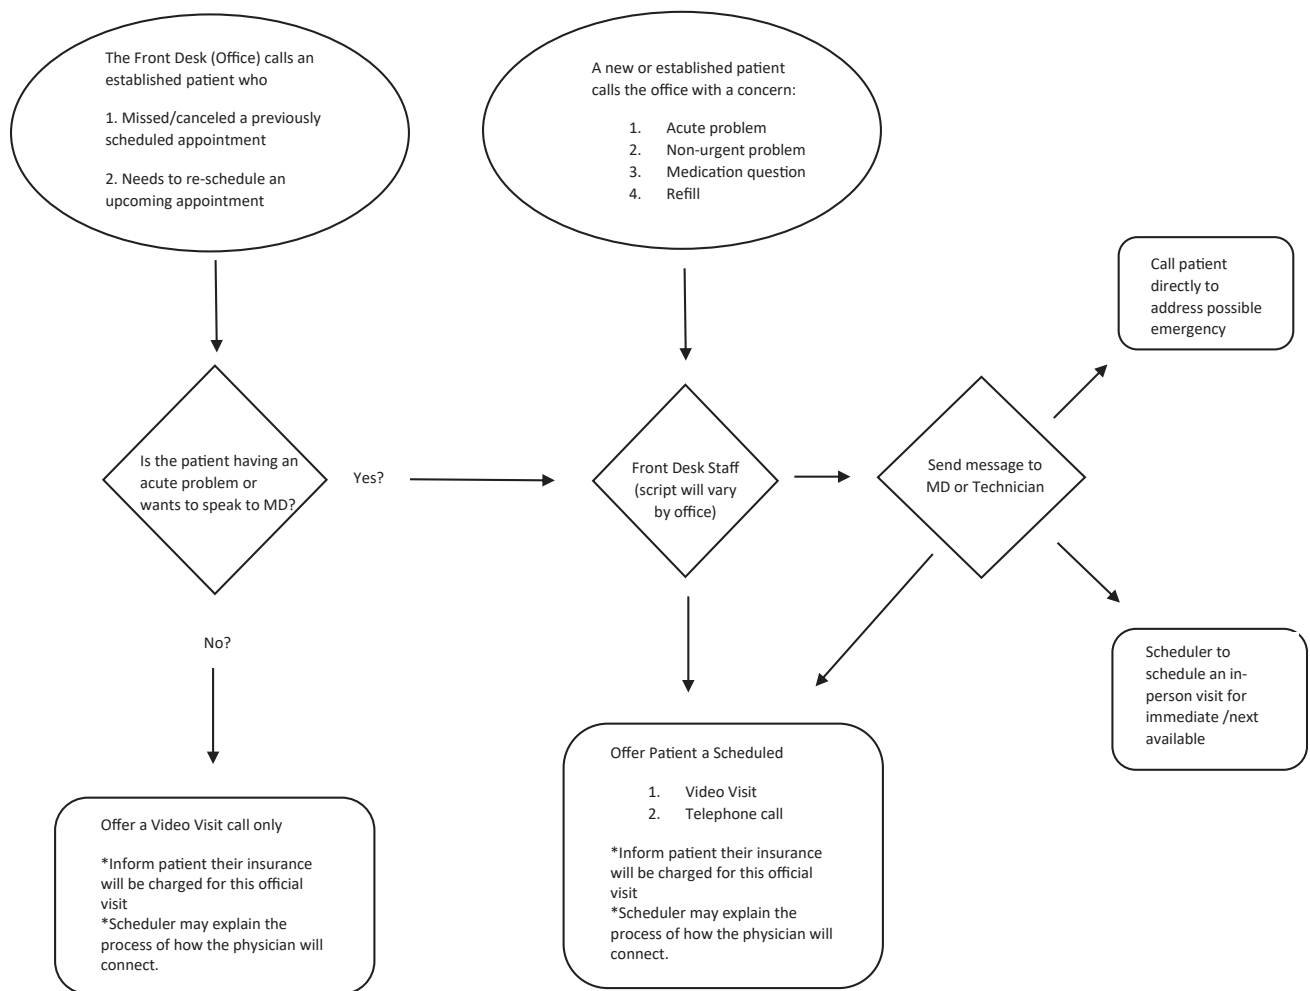 The Front Desk (Office) calls an
established patient who
1. Missed/canceled a previously
scheduled appointment
2. Needs to re-schedule an
upcoming appointment
A new or established patient
calls the office with a concern:
1. Acute problem
2. Non-urgent problem
3. Medication question
4. Refill
Call patient
directly to
address possible
emergency
Is the patient having an
acute problem or
wants to speak to MD?
Yes?
Front Desk Staff
(script will vary
by office)
Send message to
MD or Technician
No?
Scheduler to
schedule an in-
person visit for
immediate /next
available
Offer a Video Visit call only
*Inform patient their insurance
will be charged for this official
visit
*Scheduler may explain the
process of how the physician will
connect.
Offer Patient a Scheduled
1. Video Visit
2. Telephone call
*Inform patient their insurance
will be charged for this official
visit
*Scheduler may explain the
process of how the physician will
connect.